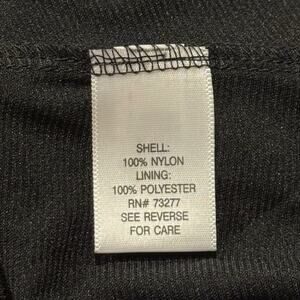 SHELL:
100% NYLON
LINING:
100% POLYESTER
RN# 73277
SEE REVERSE
FOR CARE